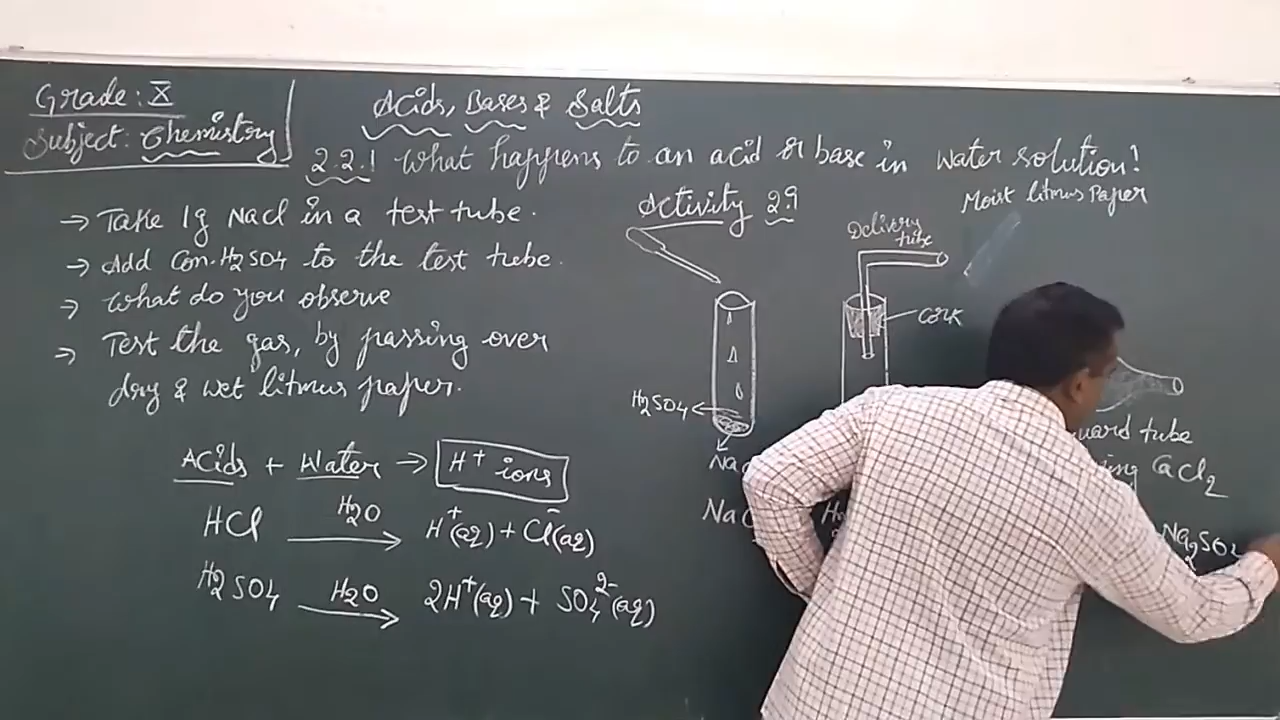 Grade: X
Subject: Chemistry
Acids, Bases & Salts
2.2.1 What happens to an acid or base in water solution?
→ Take 1g Nacl in a test tube.
→ Add Con.H2SO4 to the test tube.
→ What do you observe
→ Test the gas, by passing over
dry & wet litmus paper.
Acids + Water → H+ ions
HCl H2O → H+(aq) + Cl-(aq)
H2SO4 H2O → 2H+(aq) + SO4 2-(aq)
Activity 2.9
Delivery
tube
Moist litmus Paper
Cork
H2SO4
tube
CaCl2
Na2SO4